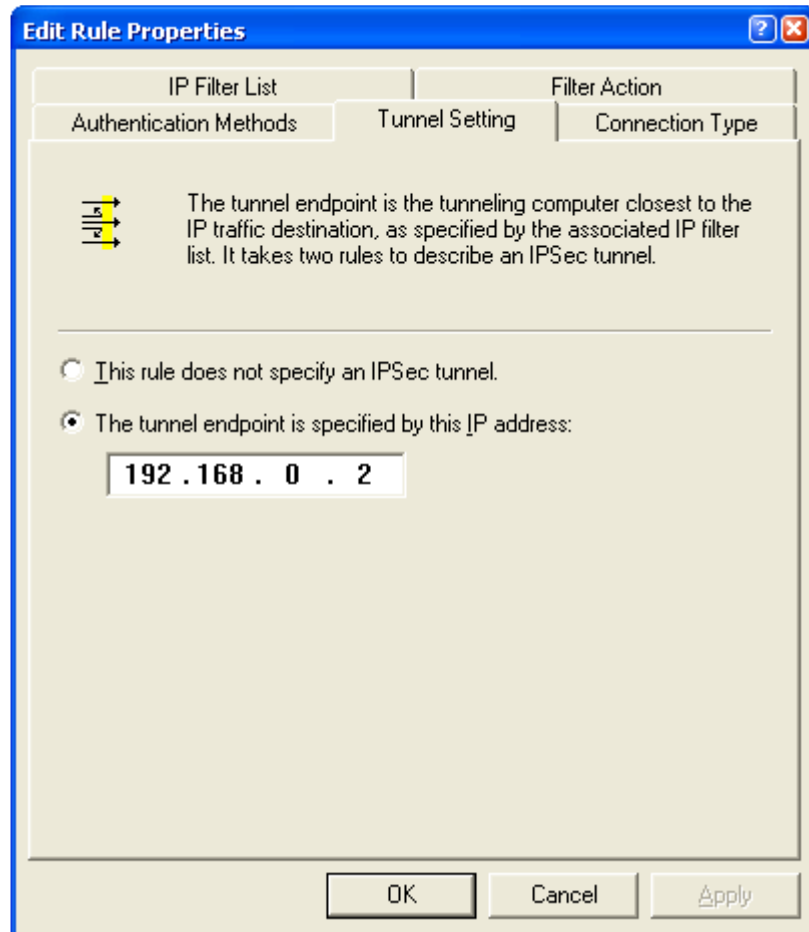 Edit Rule Properties
IP Filter List
Filter Action
Authentication Methods
Tunnel Setting
Connection Type
The tunnel endpoint is the tunneling computer closest to the
IP traffic destination, as specified by the associated IP filter
list. It takes two rules to describe an IPSec tunnel.
This rule does not specify an IPSec tunnel.
The tunnel endpoint is specified by this IP address:
192 . 168 . 0 . 2
OK
Cancel
Apply